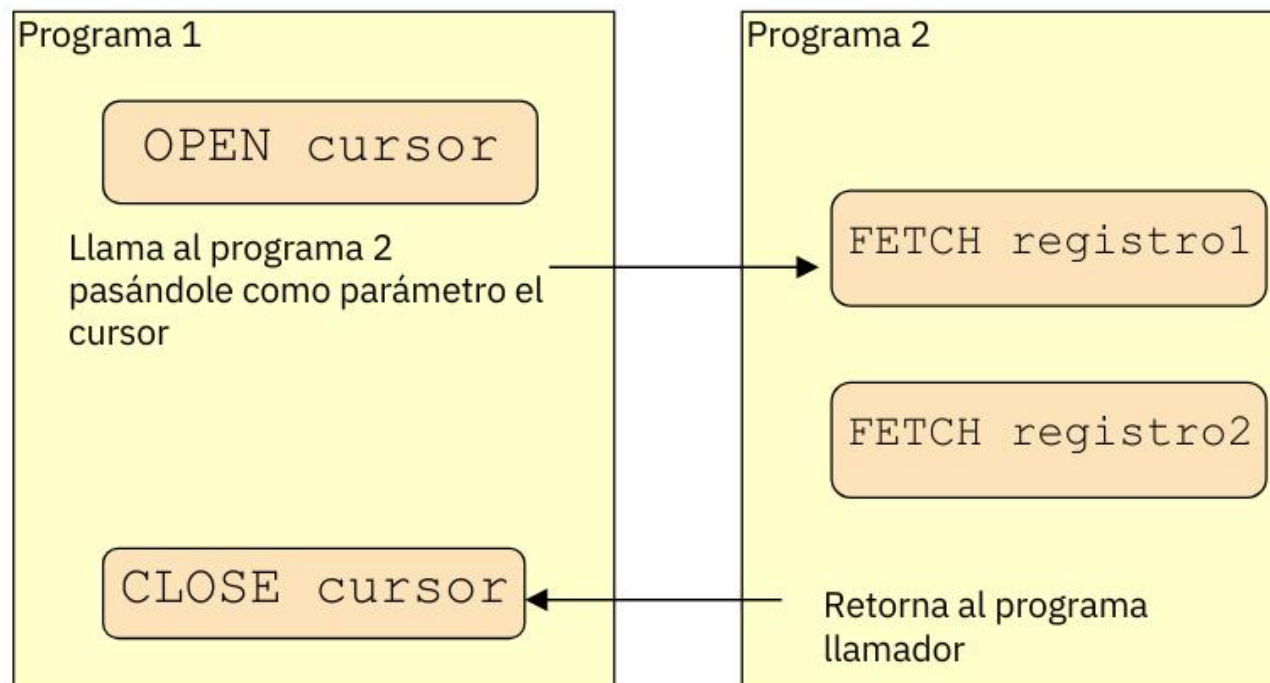 Programa 1
OPEN cursor
Llama al programa 2
pasándole como parámetro el
cursor
CLOSE cursor
Programa 2
FETCH registro1
FETCH registro2
Retorna al programa
llamador